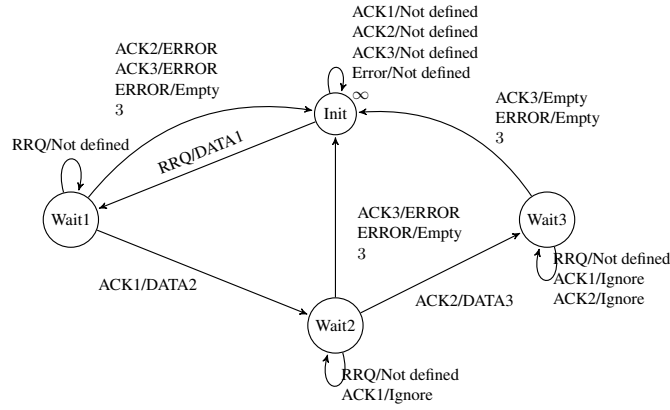 ACK1/Not defined
ACK2/Not defined
ACK3/Not defined
Error/Not defined
∞
Init
ACK2/ERROR
ACK3/ERROR
ERROR/Empty
3
ACK3/Empty
ERROR/Empty
3
RRQ/DATA1
RRQ/Not defined
Wait1
Wait3
ACK3/ERROR
ERROR/Empty
3
RRQ/Not defined
ACK1/Ignore
ACK2/Ignore
ACK1/DATA2
ACK2/DATA3
Wait2
RRQ/Not defined
ACK1/Ignore